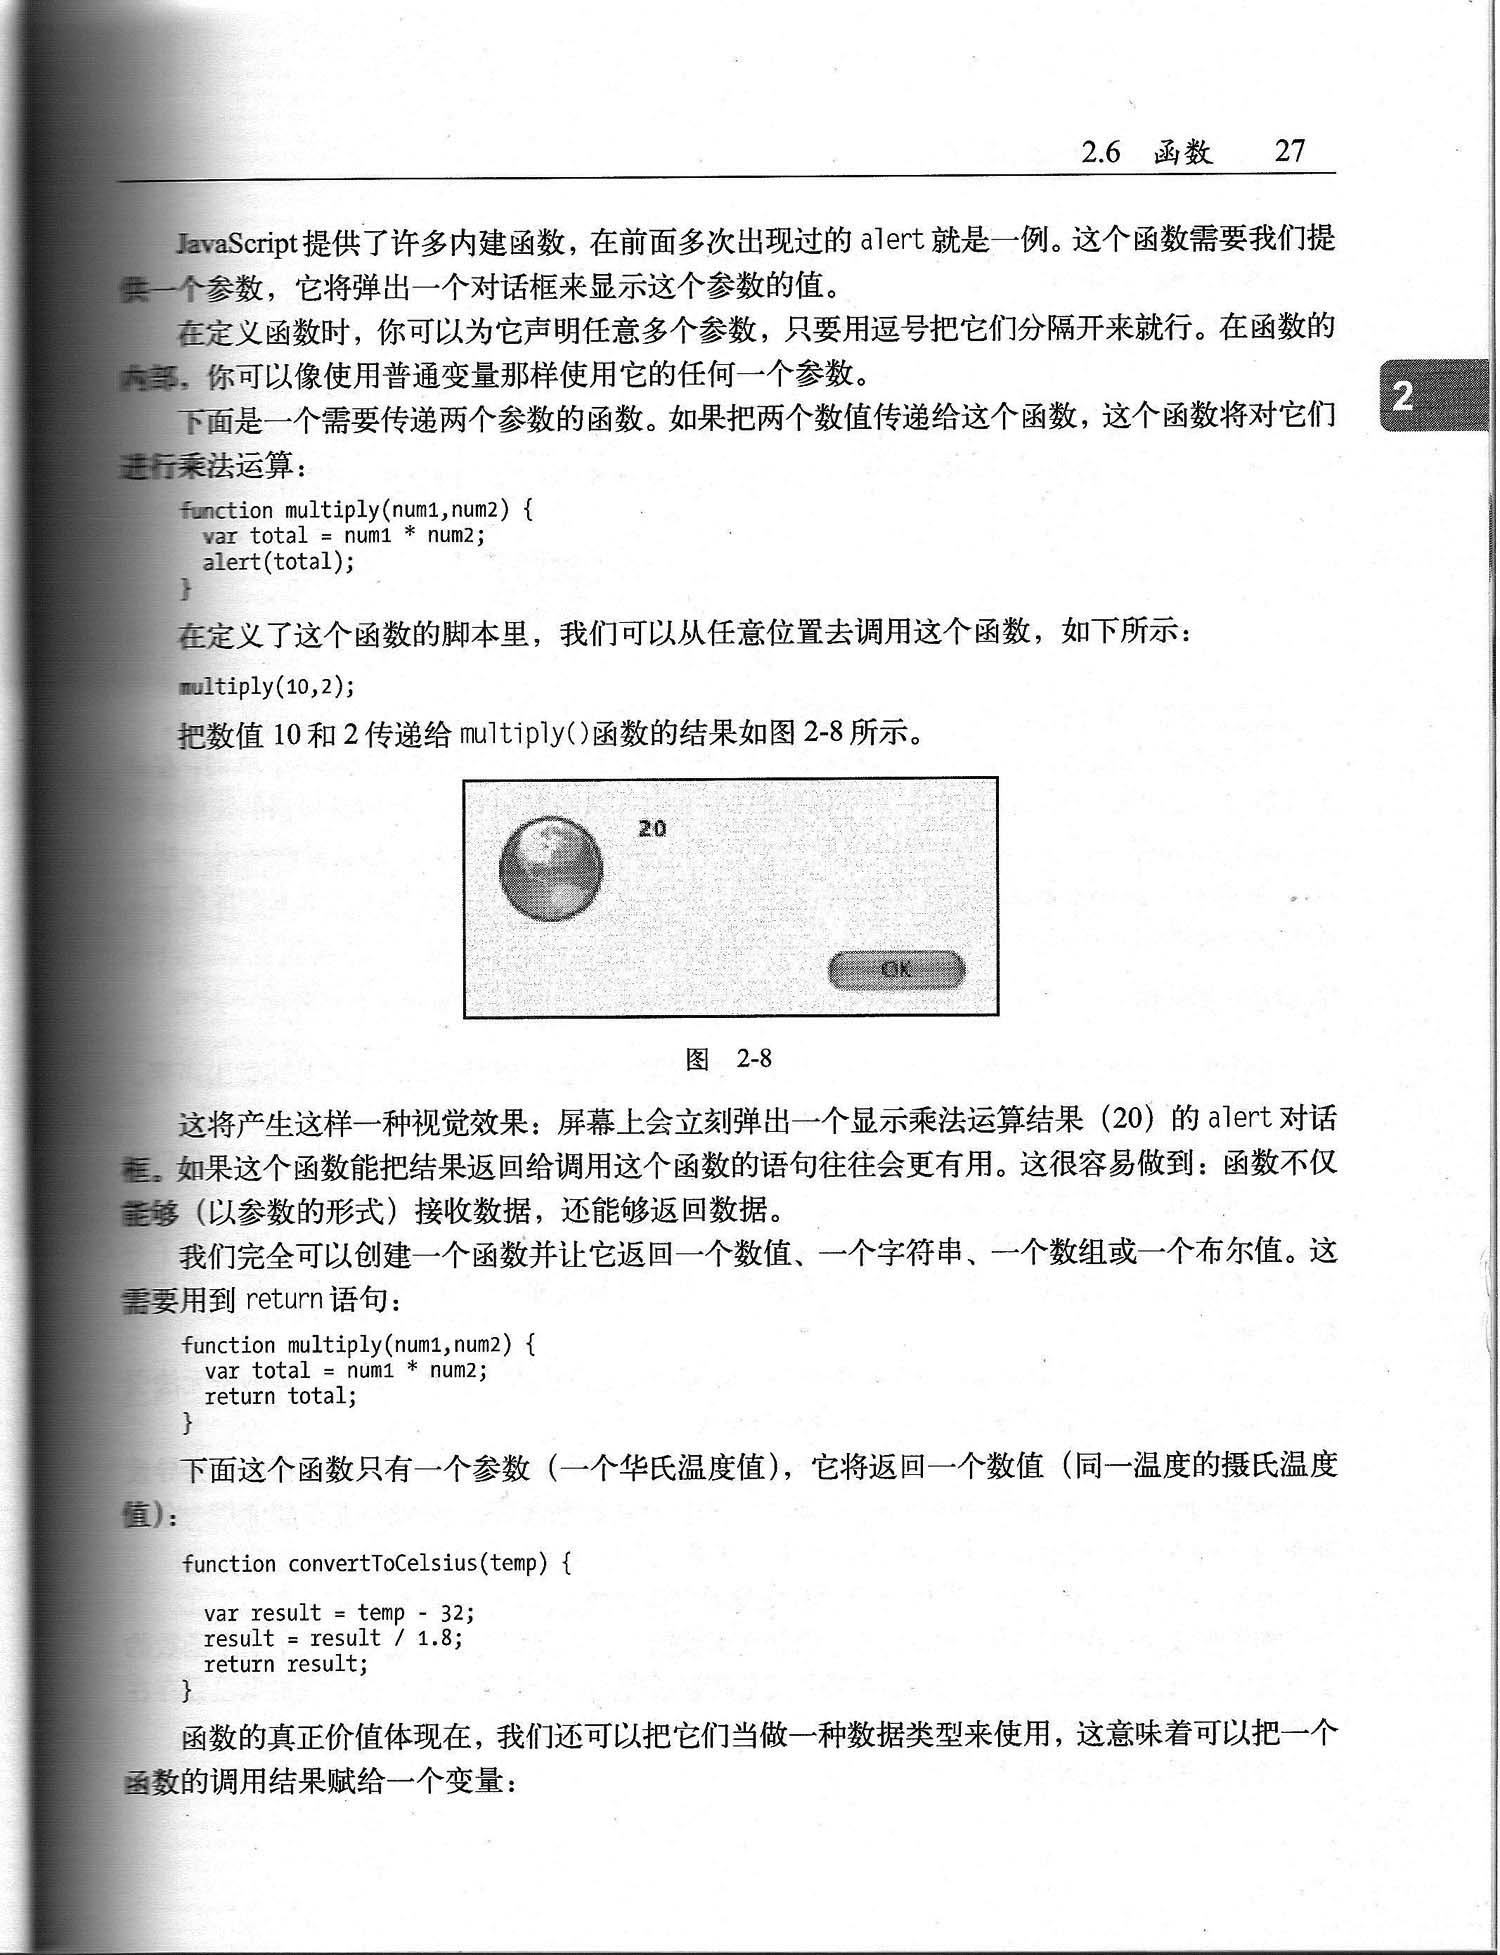 2.6 函数 27
JavaScript提供了许多内建函数，在前面多次出现过的 alert 就是一例。这个函数需要我们提
供一个参数，它将弹出一个对话框来显示这个参数的值。
在定义函数时，你可以为它声明任意多个参数，只要用逗号把它们分隔开来就行。在函数的
内部，你可以像使用普通变量那样使用它的任何一个参数。
2
下面是一个需要传递两个参数的函数。如果把两个数值传递给这个函数，这个函数将对它们
进行乘法运算：
function multiply(num1,num2) {
  var total = num1 * num2;
  alert(total);
}
在定义了这个函数的脚本里，我们可以从任意位置去调用这个函数，如下所示：
multiply(10,2);
把数值 10 和 2 传递给 multiply()函数的结果如图 2-8 所示。
20
OK
图 2-8
这将产生这样一种视觉效果：屏幕上会立刻弹出一个显示乘法运算结果（20）的 alert 对话
框。如果这个函数能把结果返回给调用这个函数的语句往往会更有用。这很容易做到：函数不仅
能够（以参数的形式）接收数据，还能够返回数据。
我们完全可以创建一个函数并让它返回一个数值、一个字符串、一个数组或一个布尔值。这
需要用到 return 语句：
function multiply(num1,num2) {
  var total = num1 * num2;
  return total;
}
下面这个函数只有一个参数（一个华氏温度值），它将返回一个数值（同一温度的摄氏温度
值）：
function convertToCelsius(temp) {
  var result = temp - 32;
  result = result / 1.8;
  return result;
}
函数的真正价值体现在，我们还可以把它们当做一种数据类型来使用，这意味着可以把一个
函数的调用结果赋给一个变量：